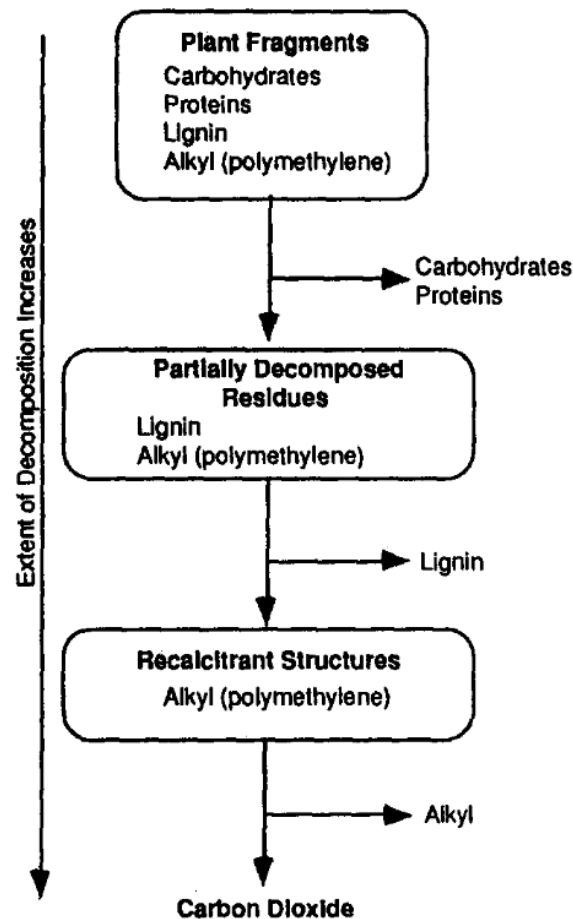 Plant Fragments
Carbohydrates
Proteins
Lignin
Alkyl (polymethylene)
Carbohydrates
Proteins
Extent of Decomposition Increases
Partially Decomposed
Residues
Lignin
Alkyl (polymethylene)
Lignin
Recalcitrant Structures
Alkyl (polymethylene)
Alkyl
Carbon Dioxide